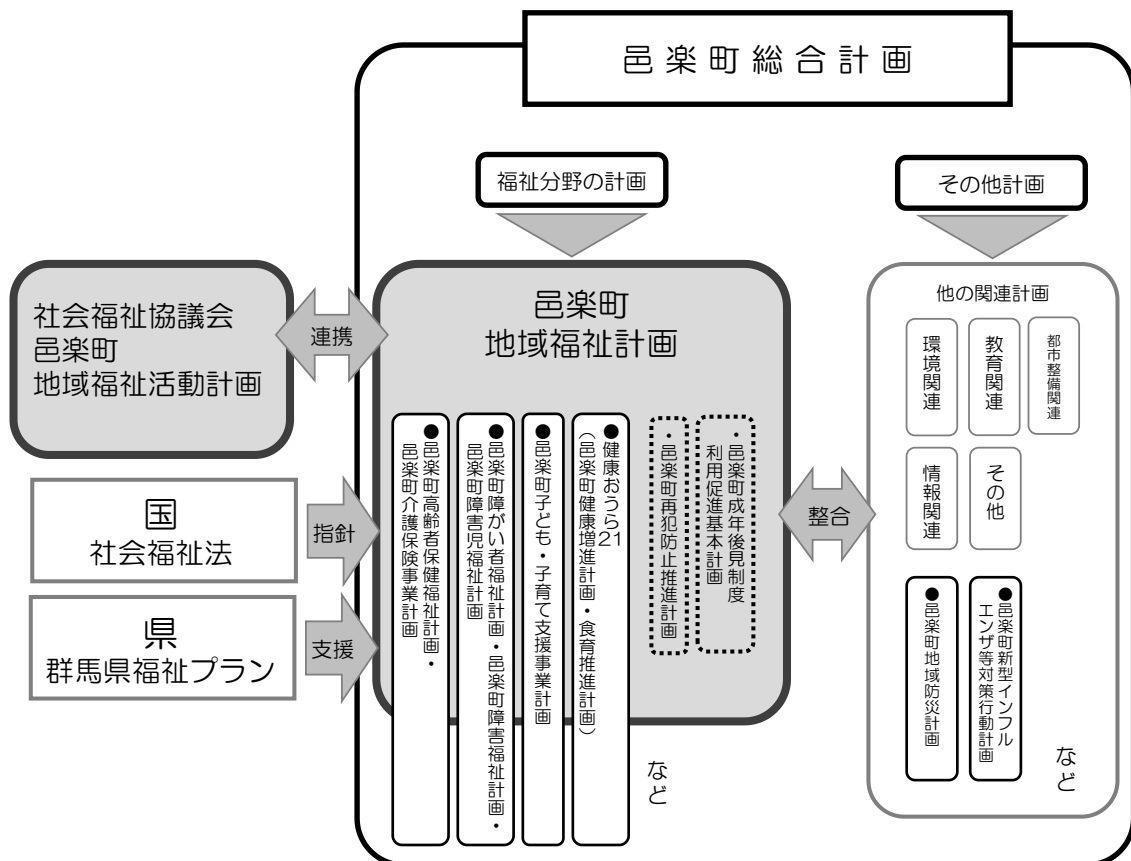 邑楽町総合計画
福祉分野の計画
その他計画
社会福祉協議会
邑楽町
地域福祉活動計画
連携
国
社会福祉法
指針
県
群馬県福祉プラン
支援
邑楽町
地域福祉計画
●邑楽町高齢者保健福祉計画・
邑楽町介護保険事業計画
●邑楽町障がい者福祉計画・邑楽町障害福祉計画・
邑楽町障害児福祉計画
●邑楽町子ども・子育て支援事業計画
●健康おうら21
(邑楽町健康増進計画・食育推進計画)
・邑楽町再犯防止推進計画
・邑楽町成年後見制度
利用促進基本計画
など
整合
他の関連計画
環境関連
教育関連
都市整備関連
情報関連
その他
●邑楽町地域防災計画
●邑楽町新型インフル
エンザ等対策行動計画
など